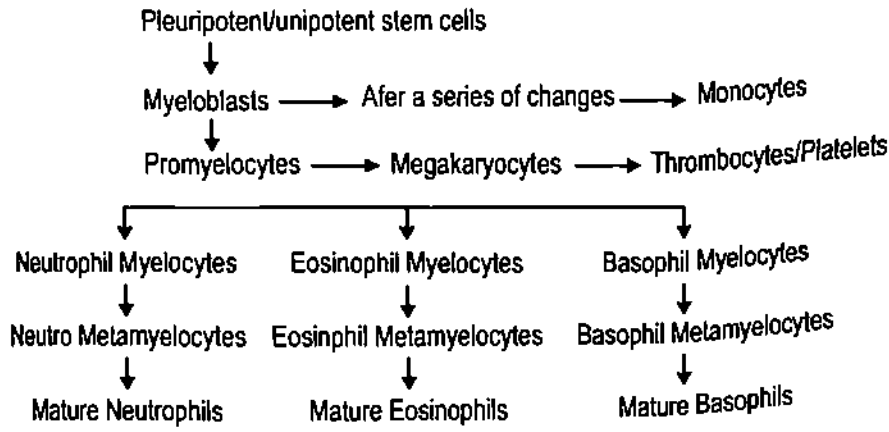 Pleuripotent/unipotent stem cells
Myeloblasts → Afer a series of changes → Monocytes
Promyelocytes → Megakaryocytes → Thrombocytes/Platelets
Neutrophil Myelocytes Eosinophil Myelocytes Basophil Myelocytes
Neutro Metamyelocytes Eosinphil Metamyelocytes Basophil Metamyelocytes
Mature Neutrophils Mature Eosinophils Mature Basophils